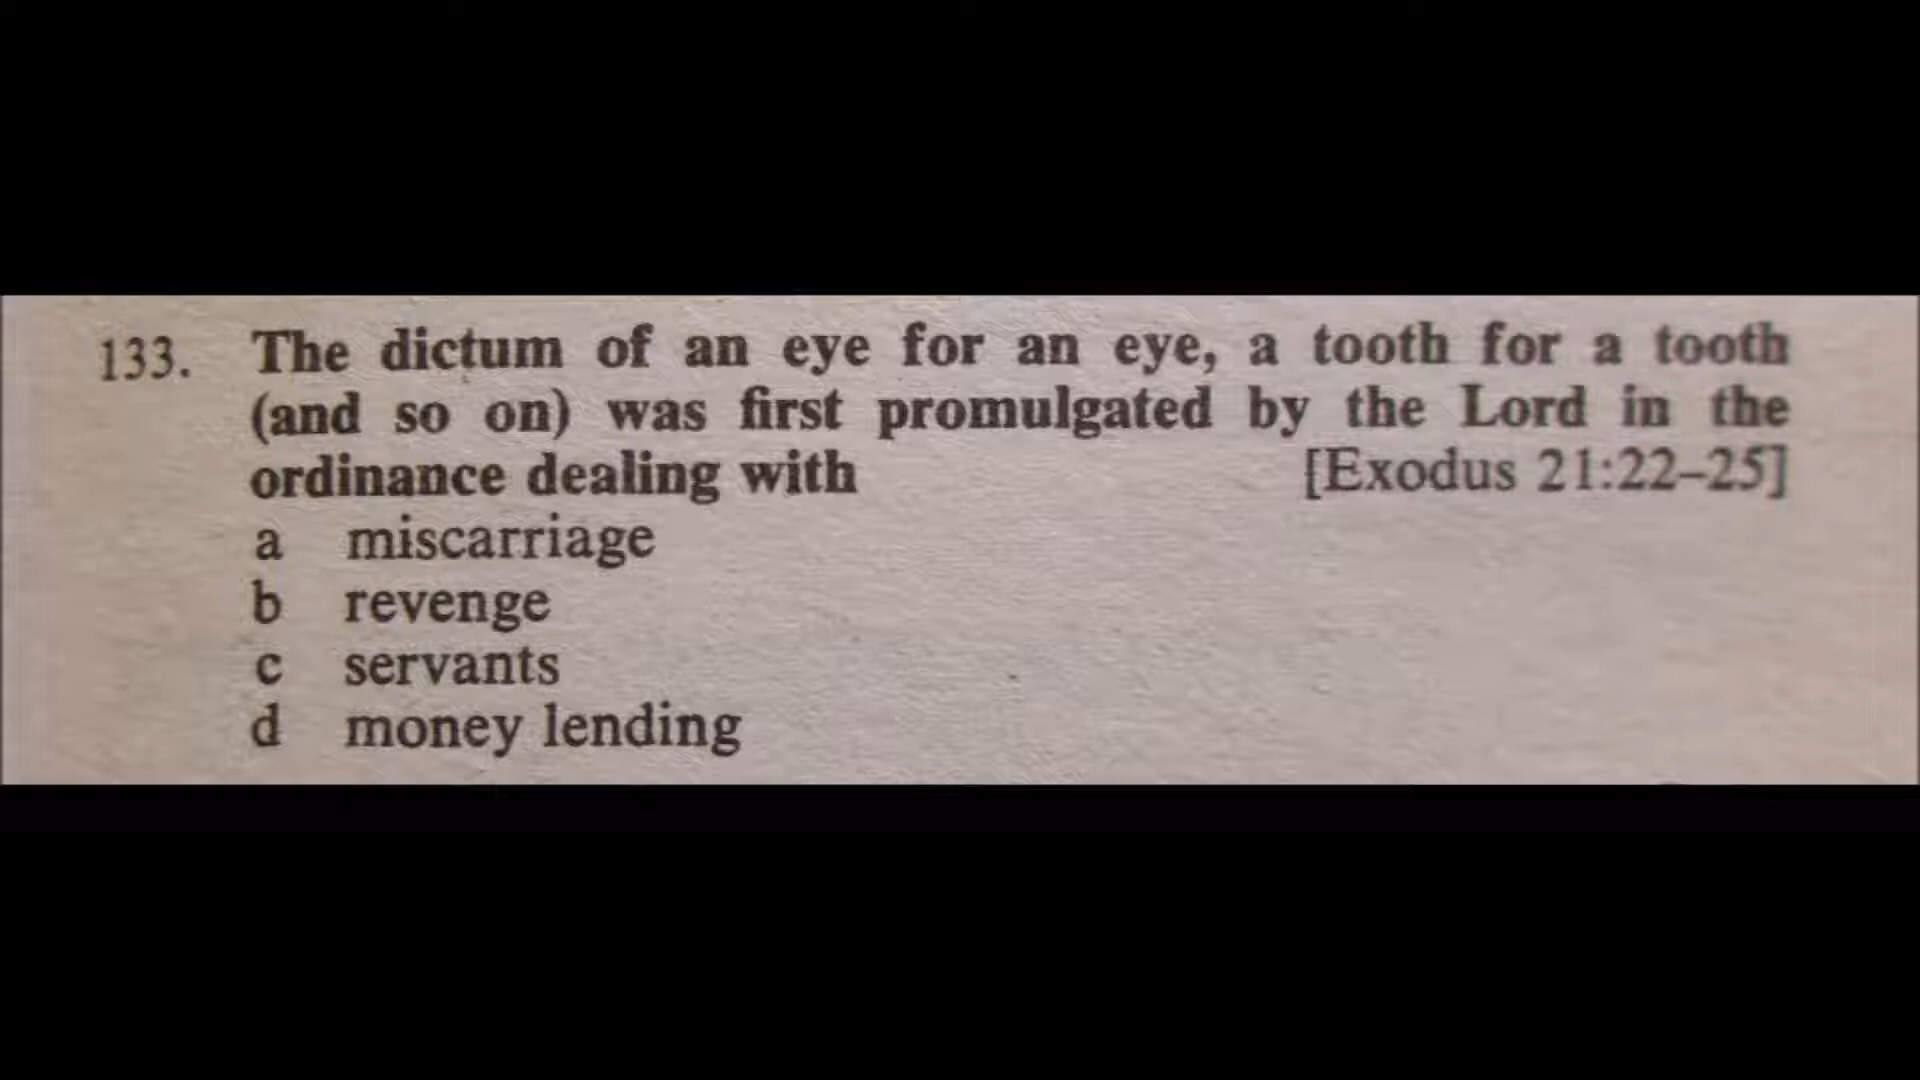 133. The dictum of an eye for an eye, a tooth for a tooth
(and so on) was first promulgated by the Lord in the
ordinance dealing with [Exodus 21:22–25]
a miscarriage
b revenge
c servants
d money lending